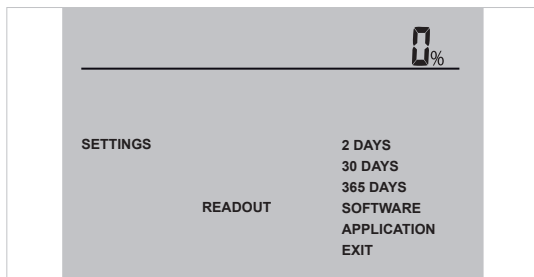 0%
SETTINGS 2 DAYS
30 DAYS
365 DAYS
READOUT SOFTWARE
APPLICATION
EXIT